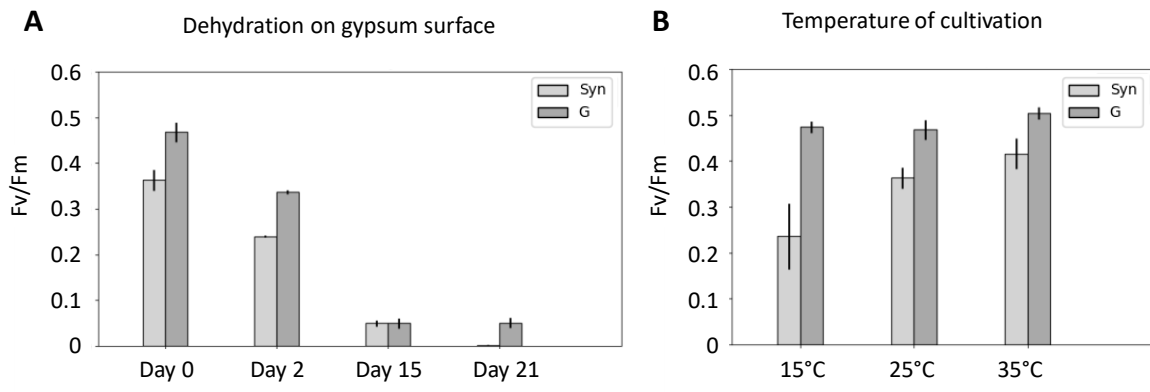 A
Dehydration on gypsum surface
Fv/Fm
0.6
0.5
0.4
0.3
0.2
0.1
0
Syn
G
Day 0 Day 2 Day 15 Day 21
B
Temperature of cultivation
Fv/Fm
0.6
0.5
0.4
0.3
0.2
0.1
0
Syn
G
15°C 25°C 35°C